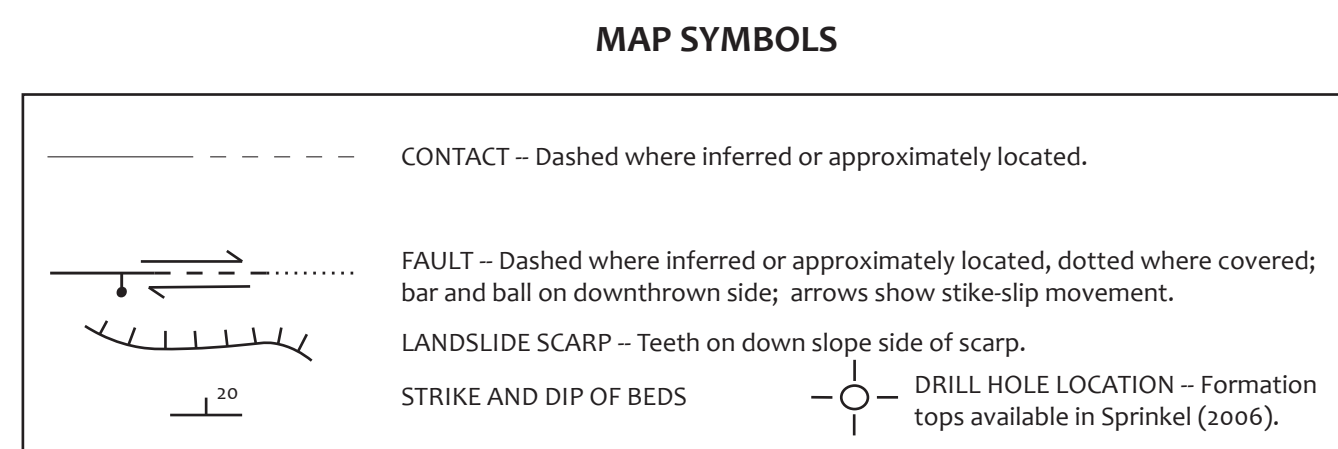 MAP SYMBOLS
CONTACT -- Dashed where inferred or approximately located.
FAULT -- Dashed where inferred or approximately located, dotted where covered;
bar and ball on downthrown side; arrows show stike-slip movement.
LANDSLIDE SCARP -- Teeth on down slope side of scarp.
20
STRIKE AND DIP OF BEDS
DRILL HOLE LOCATION -- Formation
tops available in Sprinkel (2006).